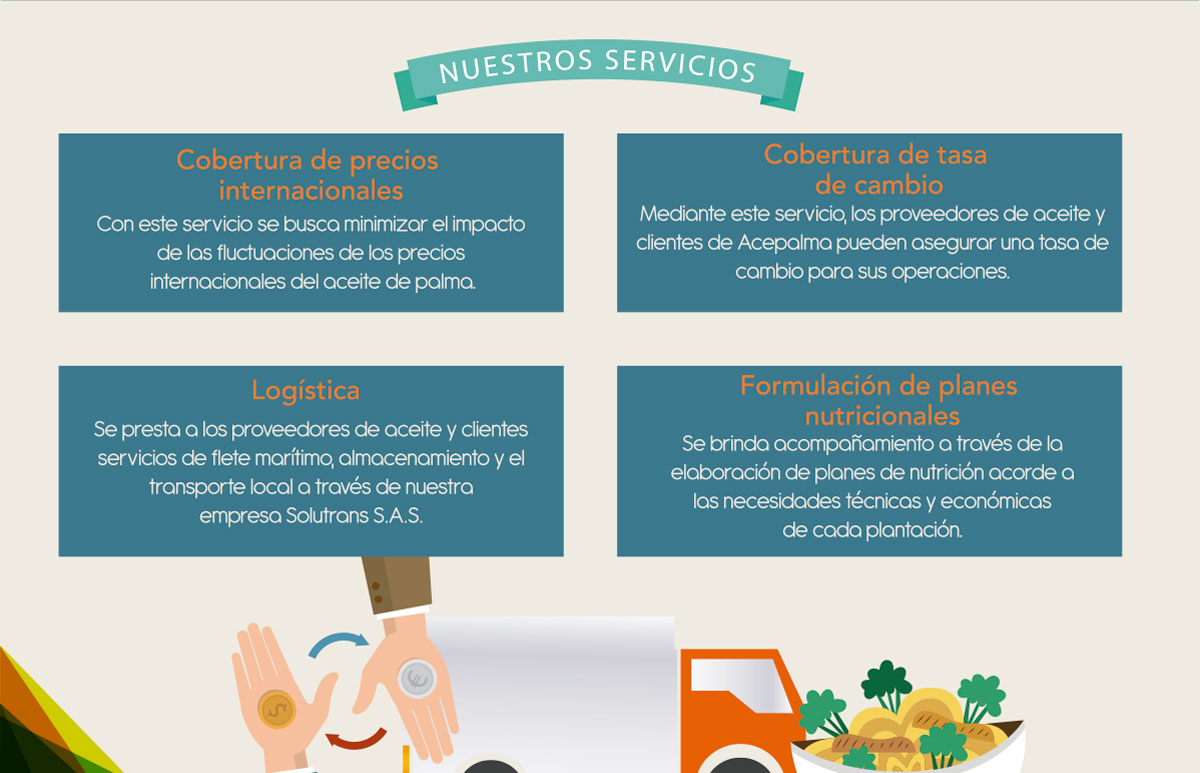 NUESTROS SERVICIOS
Cobertura de precios
internacionales
Con este servicio se busca minimizar el impacto
de las fluctuaciones de los precios
internacionales del aceite de palma.
Cobertura de tasa
de cambio
Mediante este servicio, los proveedores de aceite y
clientes de Acepalma pueden asegurar una tasa de
cambio para sus operaciones.
Logística
Se presta a los proveedores de aceite y clientes
servicios de flete marítimo, almacenamiento y el
transporte local a través de nuestra
empresa Solutrans S.A.S.
Formulación de planes
nutricionales
Se brinda acompañamiento a través de la
elaboración de planes de nutrición acorde a
las necesidades técnicas y económicas
de cada plantación.
$
€